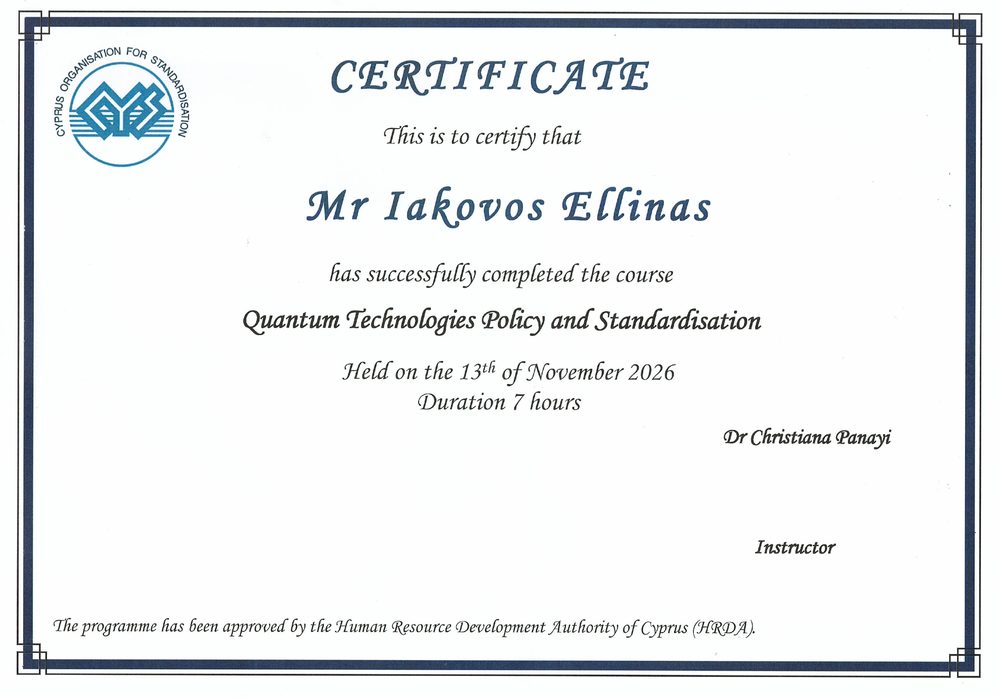 CYPRUS ORGANISATION FOR STANDARDISATION
CYS
CERTIFICATE
This is to certify that
Mr Iakovos Ellinas
has successfully completed the course
Quantum Technologies Policy and Standardisation
Held on the 13th of November 2026
Duration 7 hours
Dr Christiana Panayi
Instructor
The programme has been approved by the Human Resource Development Authority of Cyprus (HRDA).